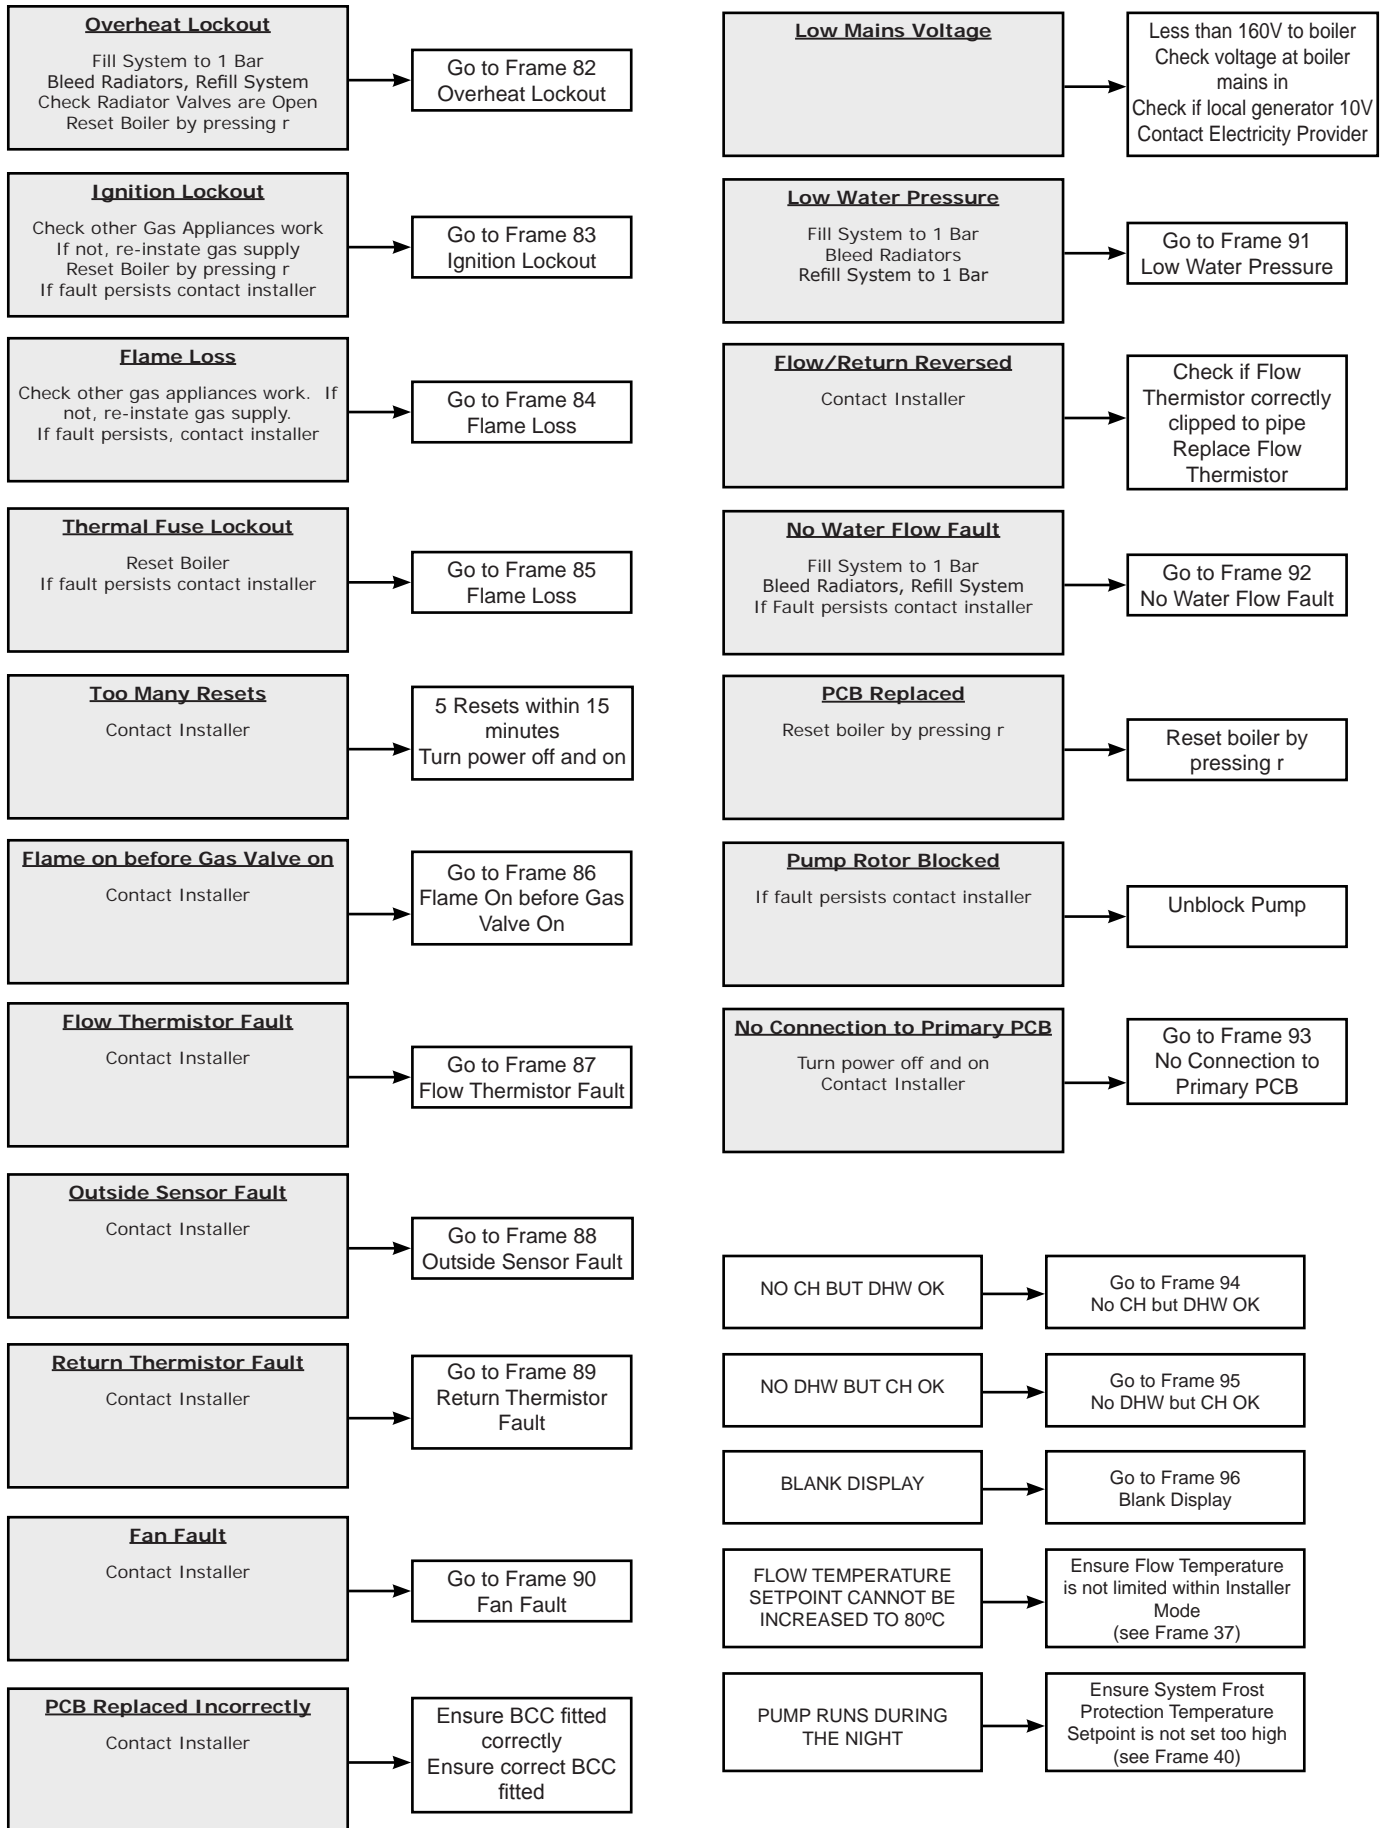 Overheat Lockout
Fill System to 1 Bar
Bleed Radiators, Refill System
Check Radiator Valves are Open
Reset Boiler by pressing r
Go to Frame 82
Overheat Lockout
Ignition Lockout
Check other Gas Appliances work
If not, re-instate gas supply
Reset Boiler by pressing r
If fault persists contact installer
Go to Frame 83
Ignition Lockout
Flame Loss
Check other gas appliances work. If
not, re-instate gas supply.
If fault persists, contact installer
Go to Frame 84
Flame Loss
Thermal Fuse Lockout
Reset Boiler
If fault persists contact installer
Go to Frame 85
Flame Loss
Too Many Resets
Contact Installer
5 Resets within 15
minutes
Turn power off and on
Flame on before Gas Valve on
Contact Installer
Go to Frame 86
Flame On before Gas
Valve On
Flow Thermistor Fault
Contact Installer
Go to Frame 87
Flow Thermistor Fault
Outside Sensor Fault
Contact Installer
Go to Frame 88
Outside Sensor Fault
Return Thermistor Fault
Contact Installer
Go to Frame 89
Return Thermistor
Fault
Fan Fault
Contact Installer
Go to Frame 90
Fan Fault
PCB Replaced Incorrectly
Contact Installer
Ensure BCC fitted
correctly
Ensure correct BCC
fitted
Low Mains Voltage
Less than 160V to boiler
Check voltage at boiler
mains in
Check if local generator 10V
Contact Electricity Provider
Low Water Pressure
Fill System to 1 Bar
Bleed Radiators
Refill System to 1 Bar
Go to Frame 91
Low Water Pressure
Flow/Return Reversed
Contact Installer
Check if Flow
Thermistor correctly
clipped to pipe
Replace Flow
Thermistor
No Water Flow Fault
Fill System to 1 Bar
Bleed Radiators, Refill System
If Fault persists contact installer
Go to Frame 92
No Water Flow Fault
PCB Replaced
Reset boiler by pressing r
Reset boiler by
pressing r
Pump Rotor Blocked
If fault persists contact installer
Unblock Pump
No Connection to Primary PCB
Turn power off and on
Contact Installer
Go to Frame 93
No Connection to
Primary PCB
NO CH BUT DHW OK
Go to Frame 94
No CH but DHW OK
NO DHW BUT CH OK
Go to Frame 95
No DHW but CH OK
BLANK DISPLAY
Go to Frame 96
Blank Display
FLOW TEMPERATURE
SETPOINT CANNOT BE
INCREASED TO 80ºC
Ensure Flow Temperature
is not limited within Installer
Mode
(see Frame 37)
PUMP RUNS DURING
THE NIGHT
Ensure System Frost
Protection Temperature
Setpoint is not set too high
(see Frame 40)